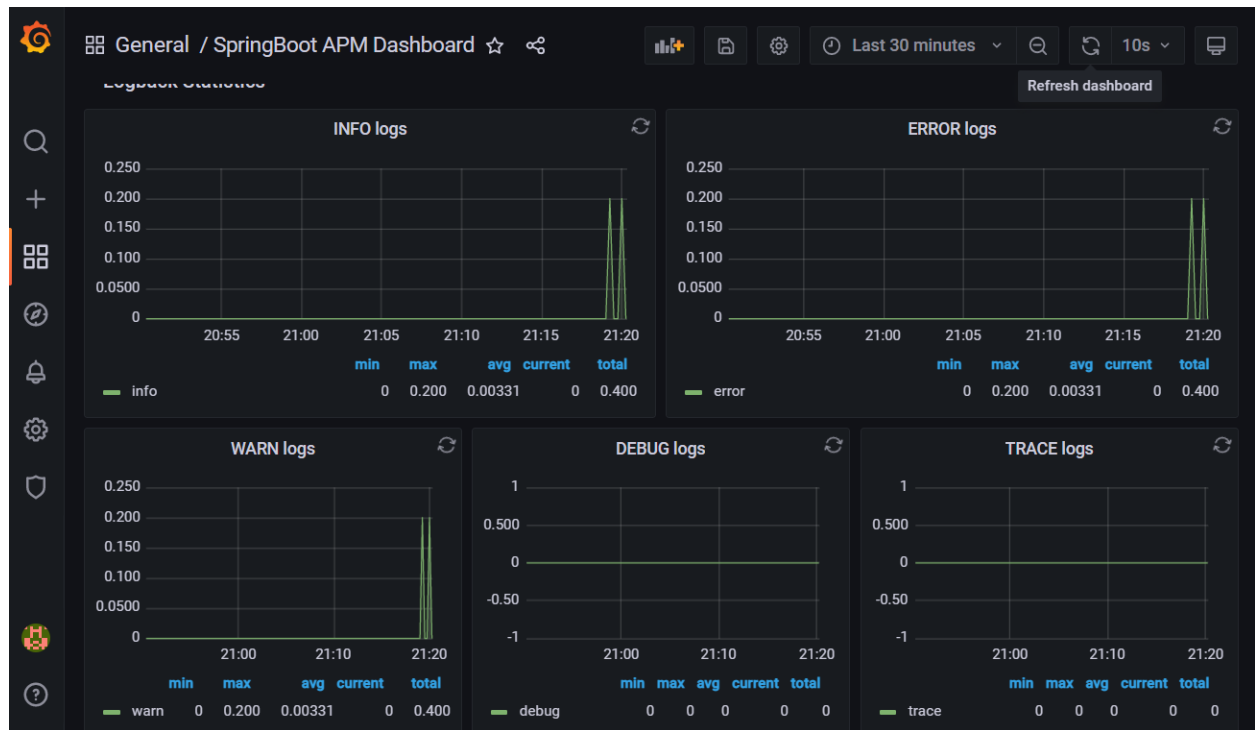 General / SpringBoot APM Dashboard
Last 30 minutes
10s
Refresh dashboard
Logback Statistics
INFO logs
0.250
0.200
0.150
0.100
0.0500
0
20:55 21:00 21:05 21:10 21:15 21:20
min max avg current total
info 0 0.200 0.00331 0 0.400
ERROR logs
0.250
0.200
0.150
0.100
0.0500
0
20:55 21:00 21:05 21:10 21:15 21:20
min max avg current total
error 0 0.200 0.00331 0 0.400
WARN logs
0.250
0.200
0.150
0.100
0.0500
0
21:00 21:10 21:20
min max avg current total
warn 0 0.200 0.00331 0 0.400
DEBUG logs
1
0.500
0
-0.50
-1
21:00 21:10 21:20
min max avg current total
debug 0 0 0 0 0
TRACE logs
1
0.500
0
-0.50
-1
21:00 21:10 21:20
min max avg current total
trace 0 0 0 0 0